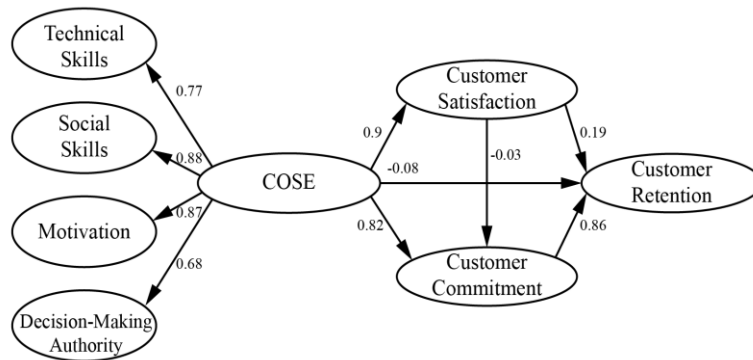 Technical
Skills
0.77
Social
Skills
0.88
Motivation
0.87
Decision-Making
Authority
0.68
COSE
Customer
Satisfaction
0.9
-0.08
-0.03
0.19
0.82
Customer
Commitment
0.86
Customer
Retention